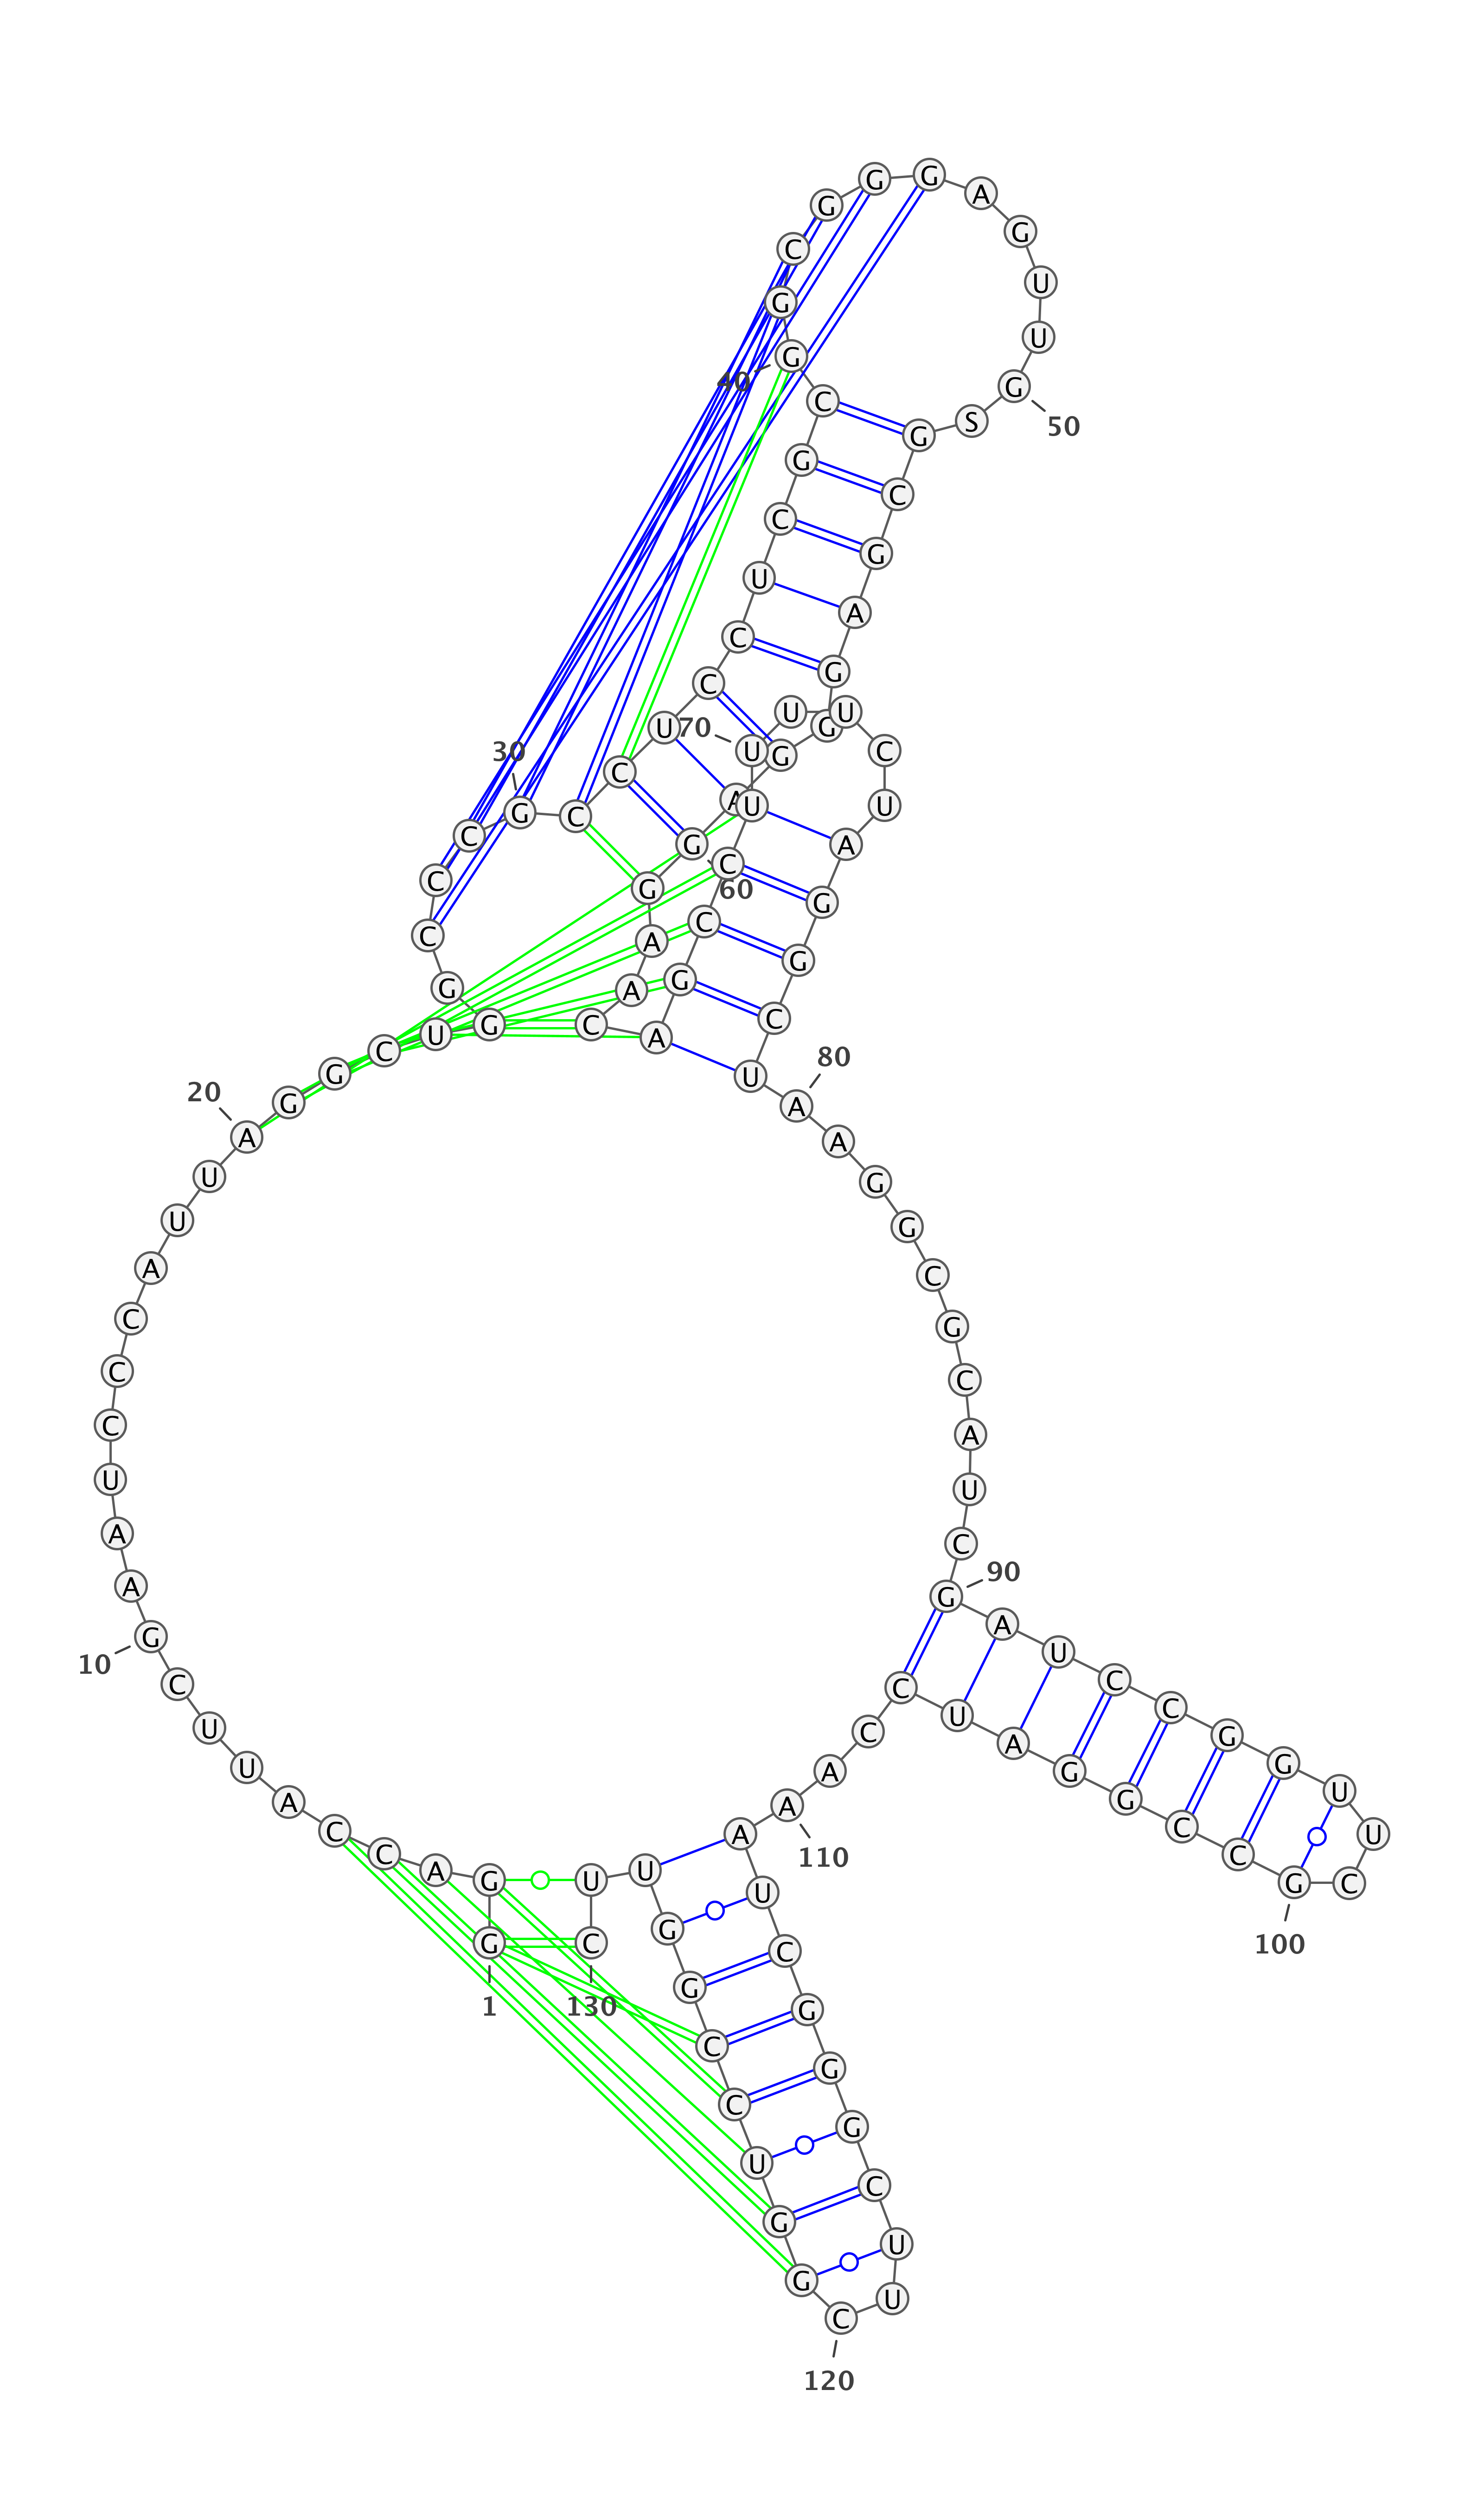 1
G G A C C A U U C G
10
A A U C C C A U U A
20
G G C U G G C C C G
30
C C U C C U C G C G
40
G C G G G A G U U G
50
S G C G A G G G A G
60
G A A C A G C C U U
70
U U C U A G G C U A
80
A G G C G C A U C G
90
A U C C G G U U C G
100
C C G G A U C C A A
110
A U C G G G C U U C
120
G G U C C G G U U C
130